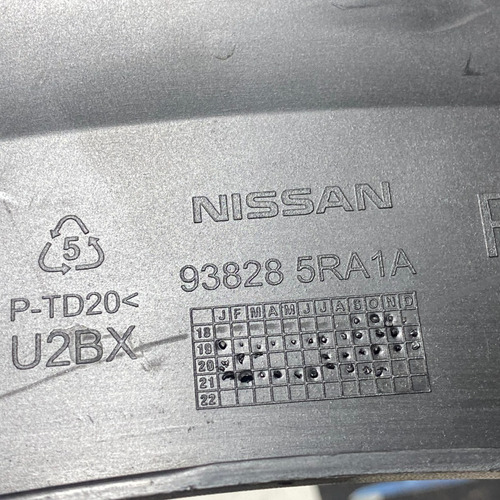 NISSAN
5
93828 5RA1A
P-TD20<
U2BX
J F M A M J J A S O N D
18
19
20
21
22